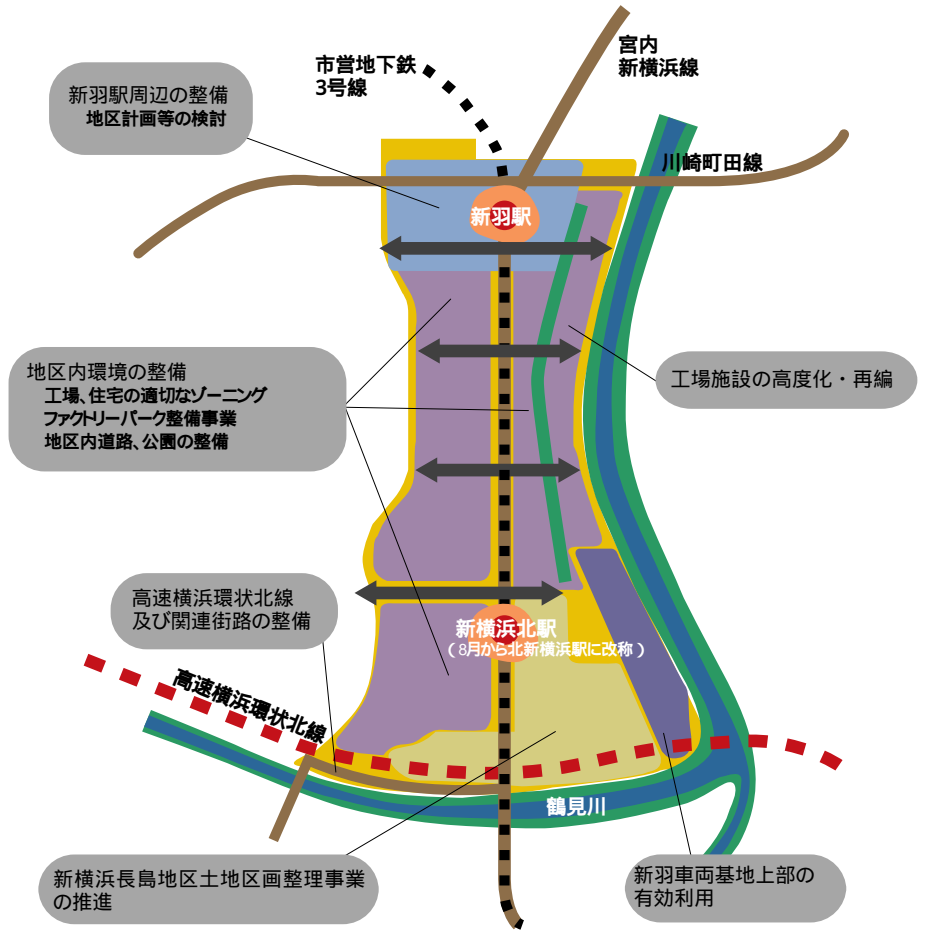 市営地下鉄
3号線
宮内
新横浜線
新羽駅周辺の整備
地区計画等の検討
川崎町田線
新羽駅
地区内環境の整備
工場、住宅の適切なゾーニング
ファクトリーパーク整備事業
地区内道路、公園の整備
工場施設の高度化・再編
高速横浜環状北線
及び関連街路の整備
新横浜北駅
（8月から北新横浜駅に改称）
高速横浜環状北線
鶴見川
新横浜長島地区土地区画整理事業
の推進
新羽車両基地上部の
有効利用